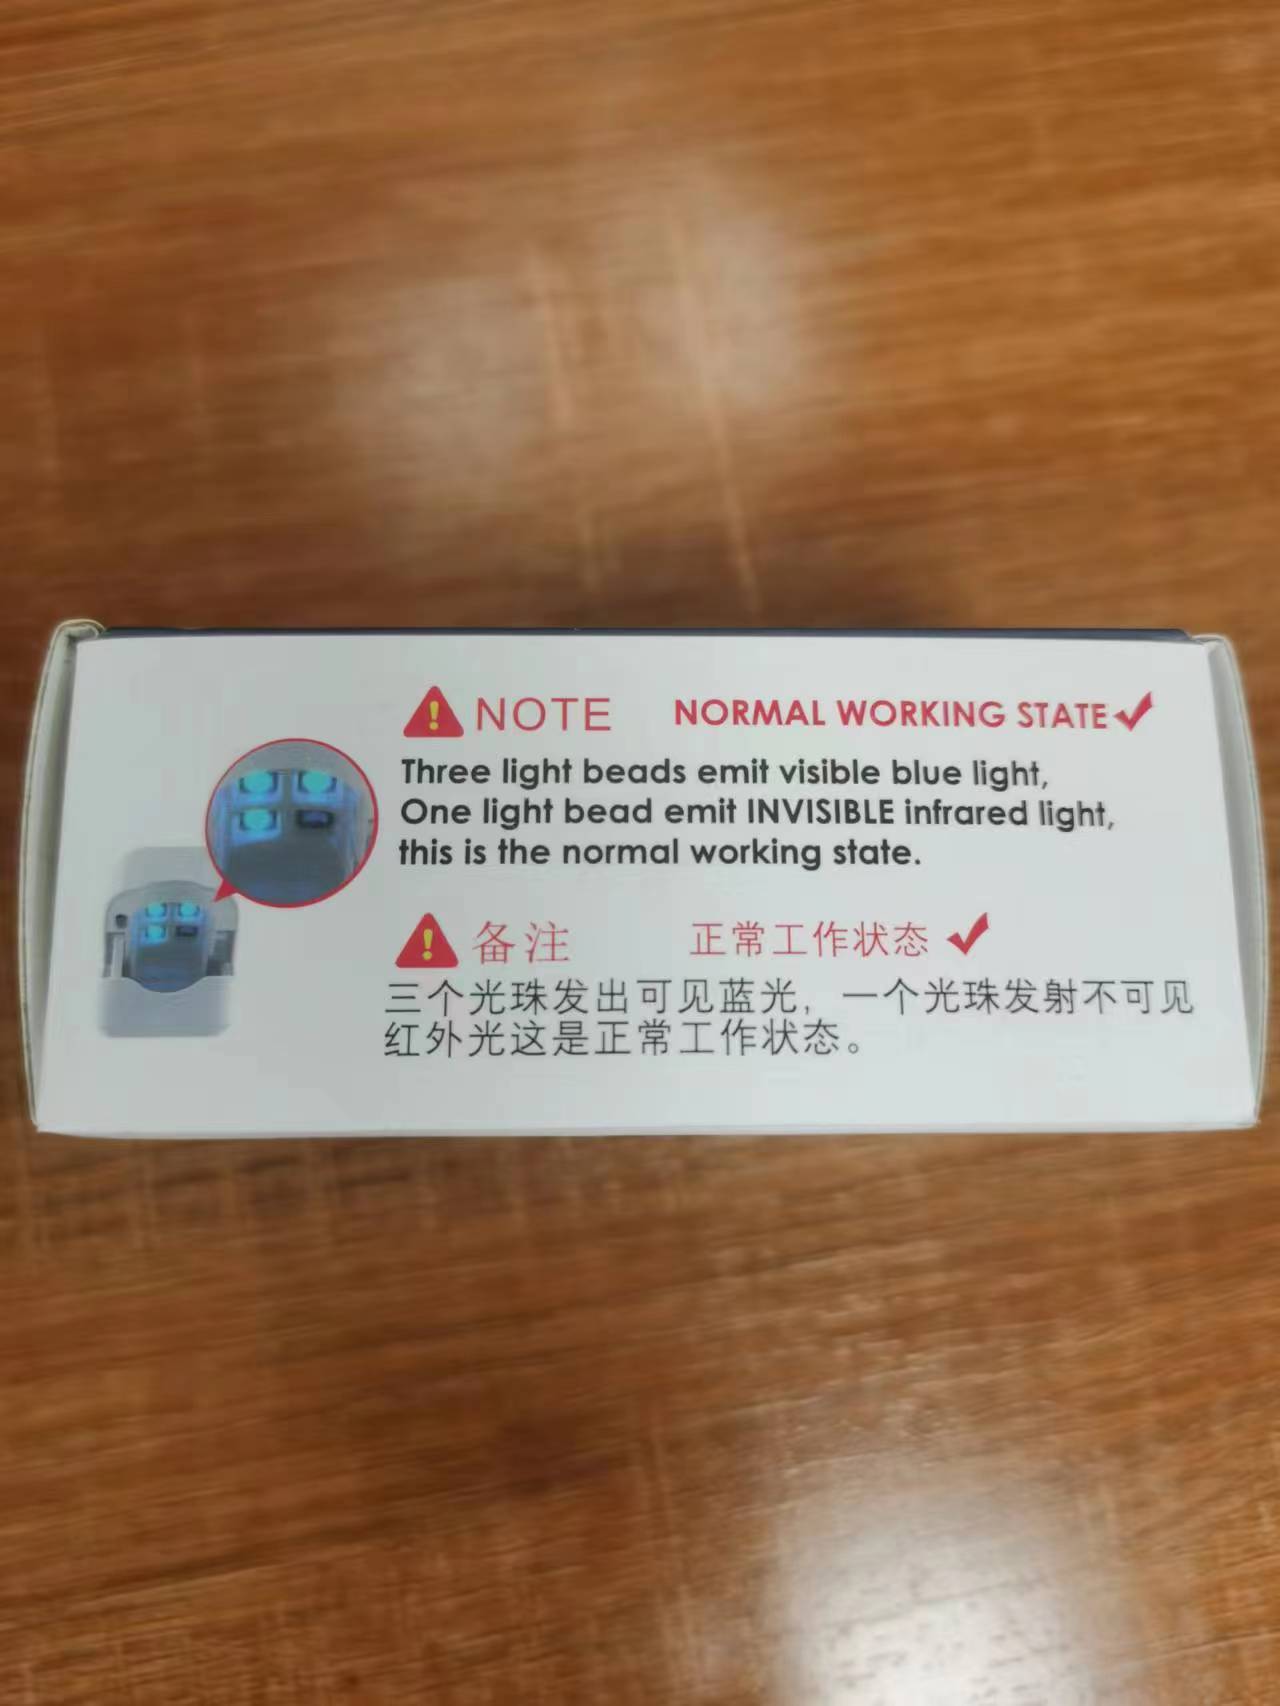 NOTE NORMAL WORKING STATE
Three light beads emit visible blue light,
One light bead emit INVISIBLE infrared light,
this is the normal working state.
备注 正常工作状态
三个光珠发出可见蓝光，一个光珠发射不可见
红外光这是正常工作状态。